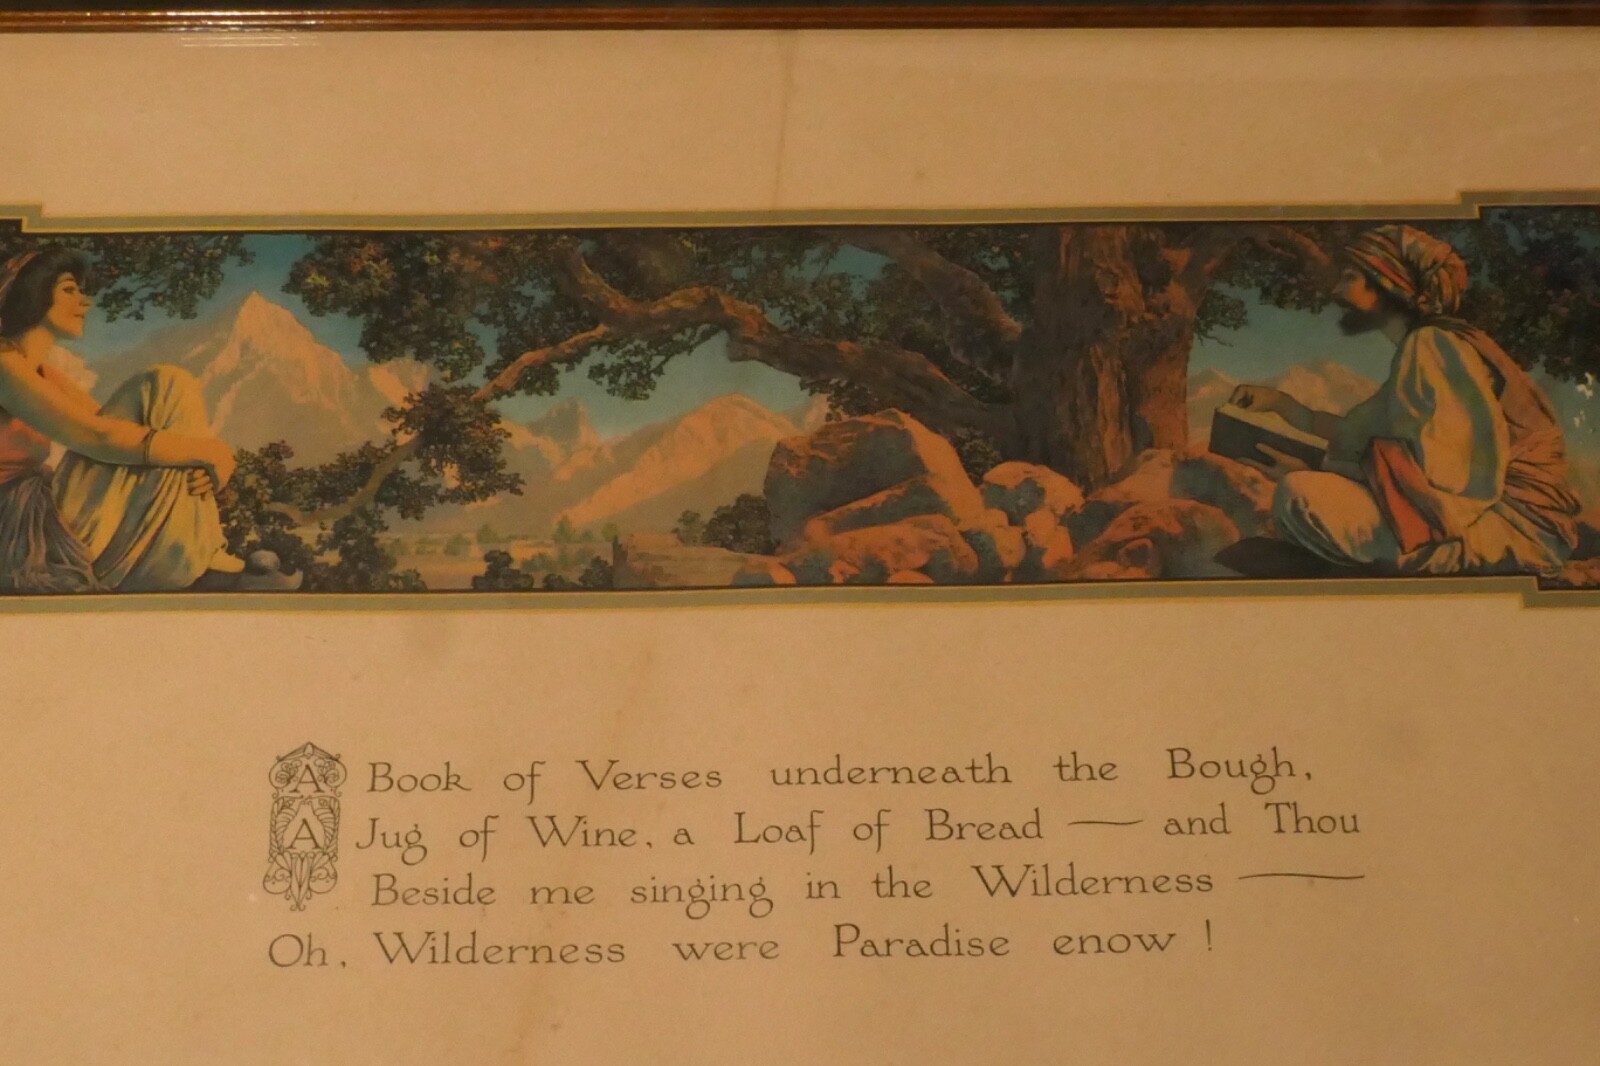 A Book of Verses underneath the Bough,
A Jug of Wine, a Loaf of Bread — and Thou
Beside me singing in the Wilderness —
Oh, Wilderness were Paradise enow !